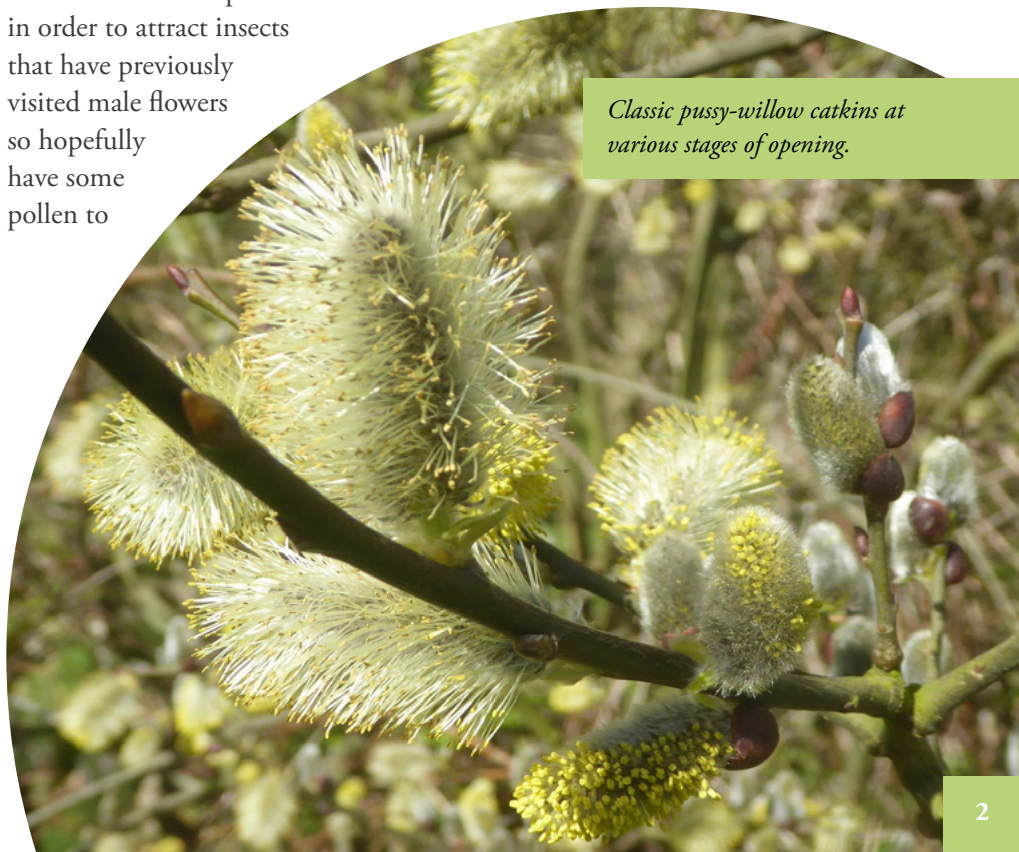 in order to attract insects
that have previously
visited male flowers
so hopefully
have some
pollen to
Classic pussy-willow catkins at
various stages of opening.
2